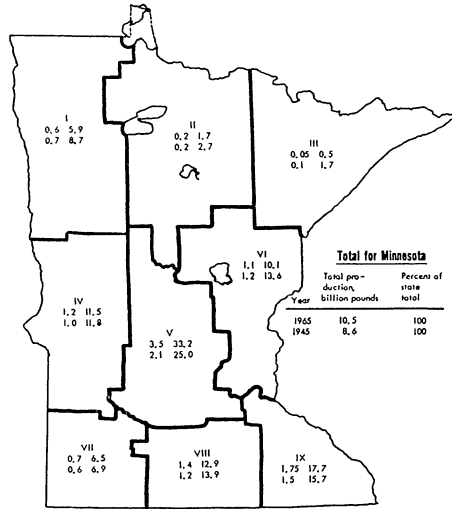 I
0.6 5.9
0.7 8.7
II
0.2 1.7
0.2 2.7
III
0.05 0.5
0.1 1.7
VI
1.1 10.1
1.2 13.6
IV
1.2 11.5
1.0 11.8
V
3.5 33.2
2.1 25.0
VII
0.7 6.5
0.6 6.9
VIII
1.4 12.9
1.2 13.9
IX
1.75 17.7
1.5 15.7
Total for Minnesota
Total pro- Percent of
duction, state
Year billion pounds total
1965 10.5 100
1945 8.6 100